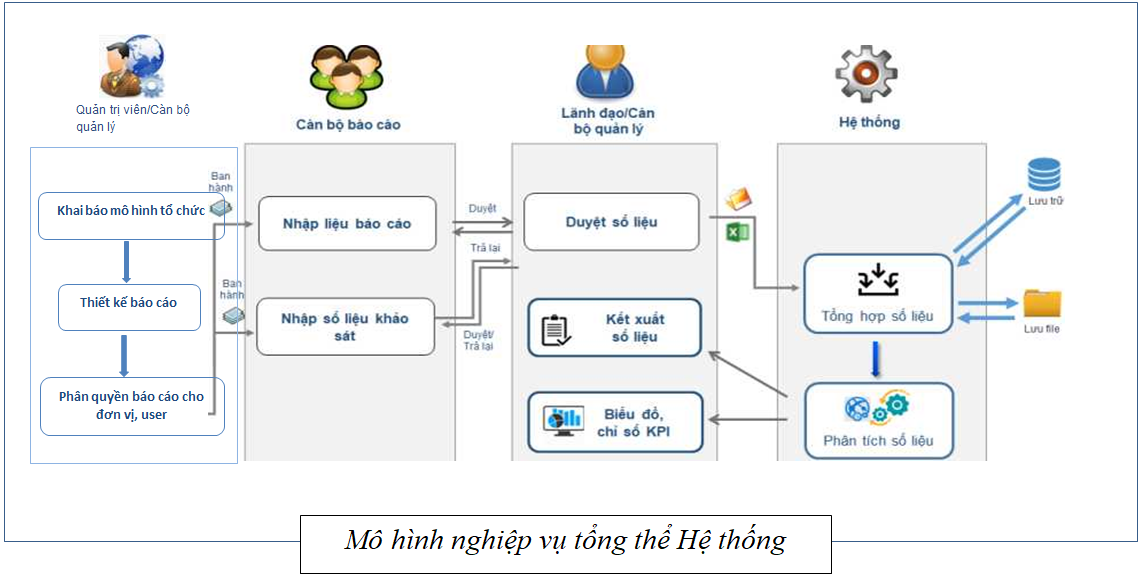 Quản trị viên/Càn bộ
quản lý
Càn bộ bào cáo
Lãnh đạo/Càn
bộ quản lý
Hệ thống
Khai báo mô hình tổ chức
Thiết kế báo cáo
Phân quyền báo cáo cho
đơn vị, user
Ban
hành
Ban
hành
Nhập liệu báo cáo
Nhập số liệu khảo
sát
Duyệt
Trả lại
Duyệt/
Trả lại
Duyệt số liệu
Kết xuất
số liệu
Biểu đồ,
chỉ số KPI
Tổng hợp số liệu
Phân tích số liệu
Lưu trữ
Lưu file
Mô hình nghiệp vụ tổng thể Hệ thống